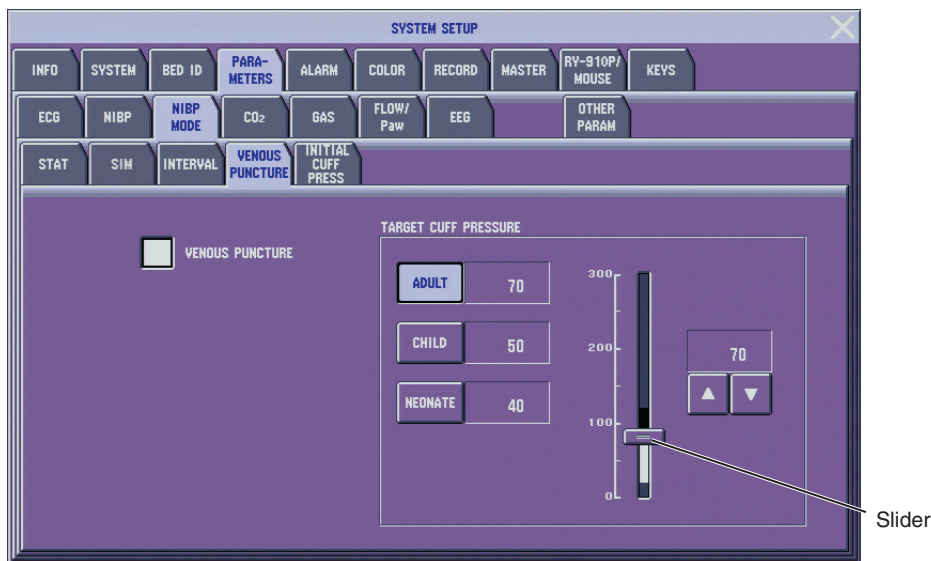 SYSTEM SETUP
INFO
SYSTEM
BED ID
PARA-
METERS
ALARM
COLOR
RECORD
MASTER
RY-910P/
MOUSE
KEYS
ECG
NIBP
NIBP
MODE
CO2
GAS
FLOW/
Paw
EEG
OTHER
PARAM
STAT
SIM
INTERVAL
VENOUS
PUNCTURE
INITIAL
CUFF
PRESS
VENOUS PUNCTURE
TARGET CUFF PRESSURE
ADULT 70
CHILD 50
NEONATE 40
300
200
100
0
70
Slider